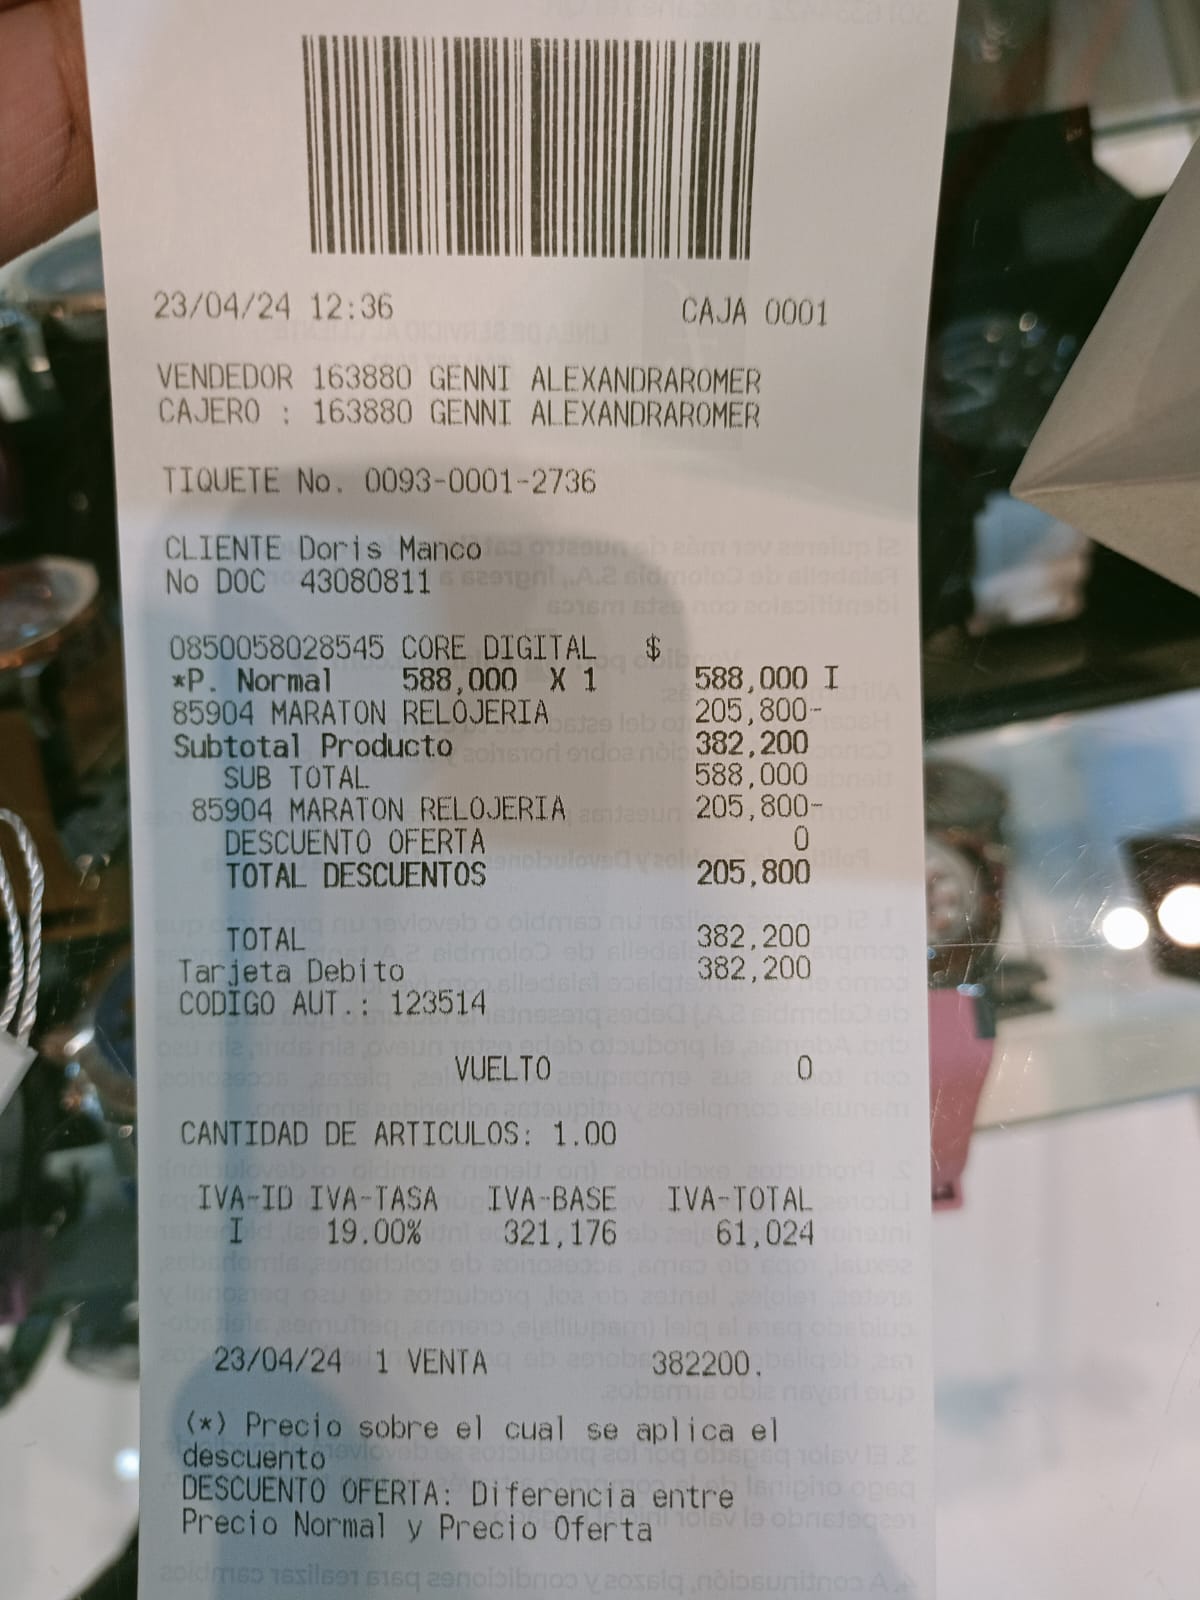 23/04/24 12:36 CAJA 0001
VENDEDOR 163880 GENNI ALEXANDRAROMER
CAJERO : 163880 GENNI ALEXANDRAROMER
TIQUETE No. 0093-0001-2736
CLIENTE Doris Manco
No DOC 43080811
0850058028545 CORE DIGITAL $
*P. Normal 588,000 X 1 588,000 I
85904 MARATON RELOJERIA 205,800-
Subtotal Producto 382,200
SUB TOTAL 588,000
85904 MARATON RELOJERIA 205,800-
DESCUENTO OFERTA 0
TOTAL DESCUENTOS 205,800
TOTAL 382,200
Tarjeta Debito 382,200
CODIGO AUT.: 123514
VUELTO 0
CANTIDAD DE ARTICULOS: 1.00
IVA-ID IVA-TASA IVA-BASE IVA-TOTAL
I 19.00% 321,176 61,024
23/04/24 1 VENTA 382200.
(*) Precio sobre el cual se aplica el
descuento
DESCUENTO OFERTA: Diferencia entre
Precio Normal y Precio Oferta